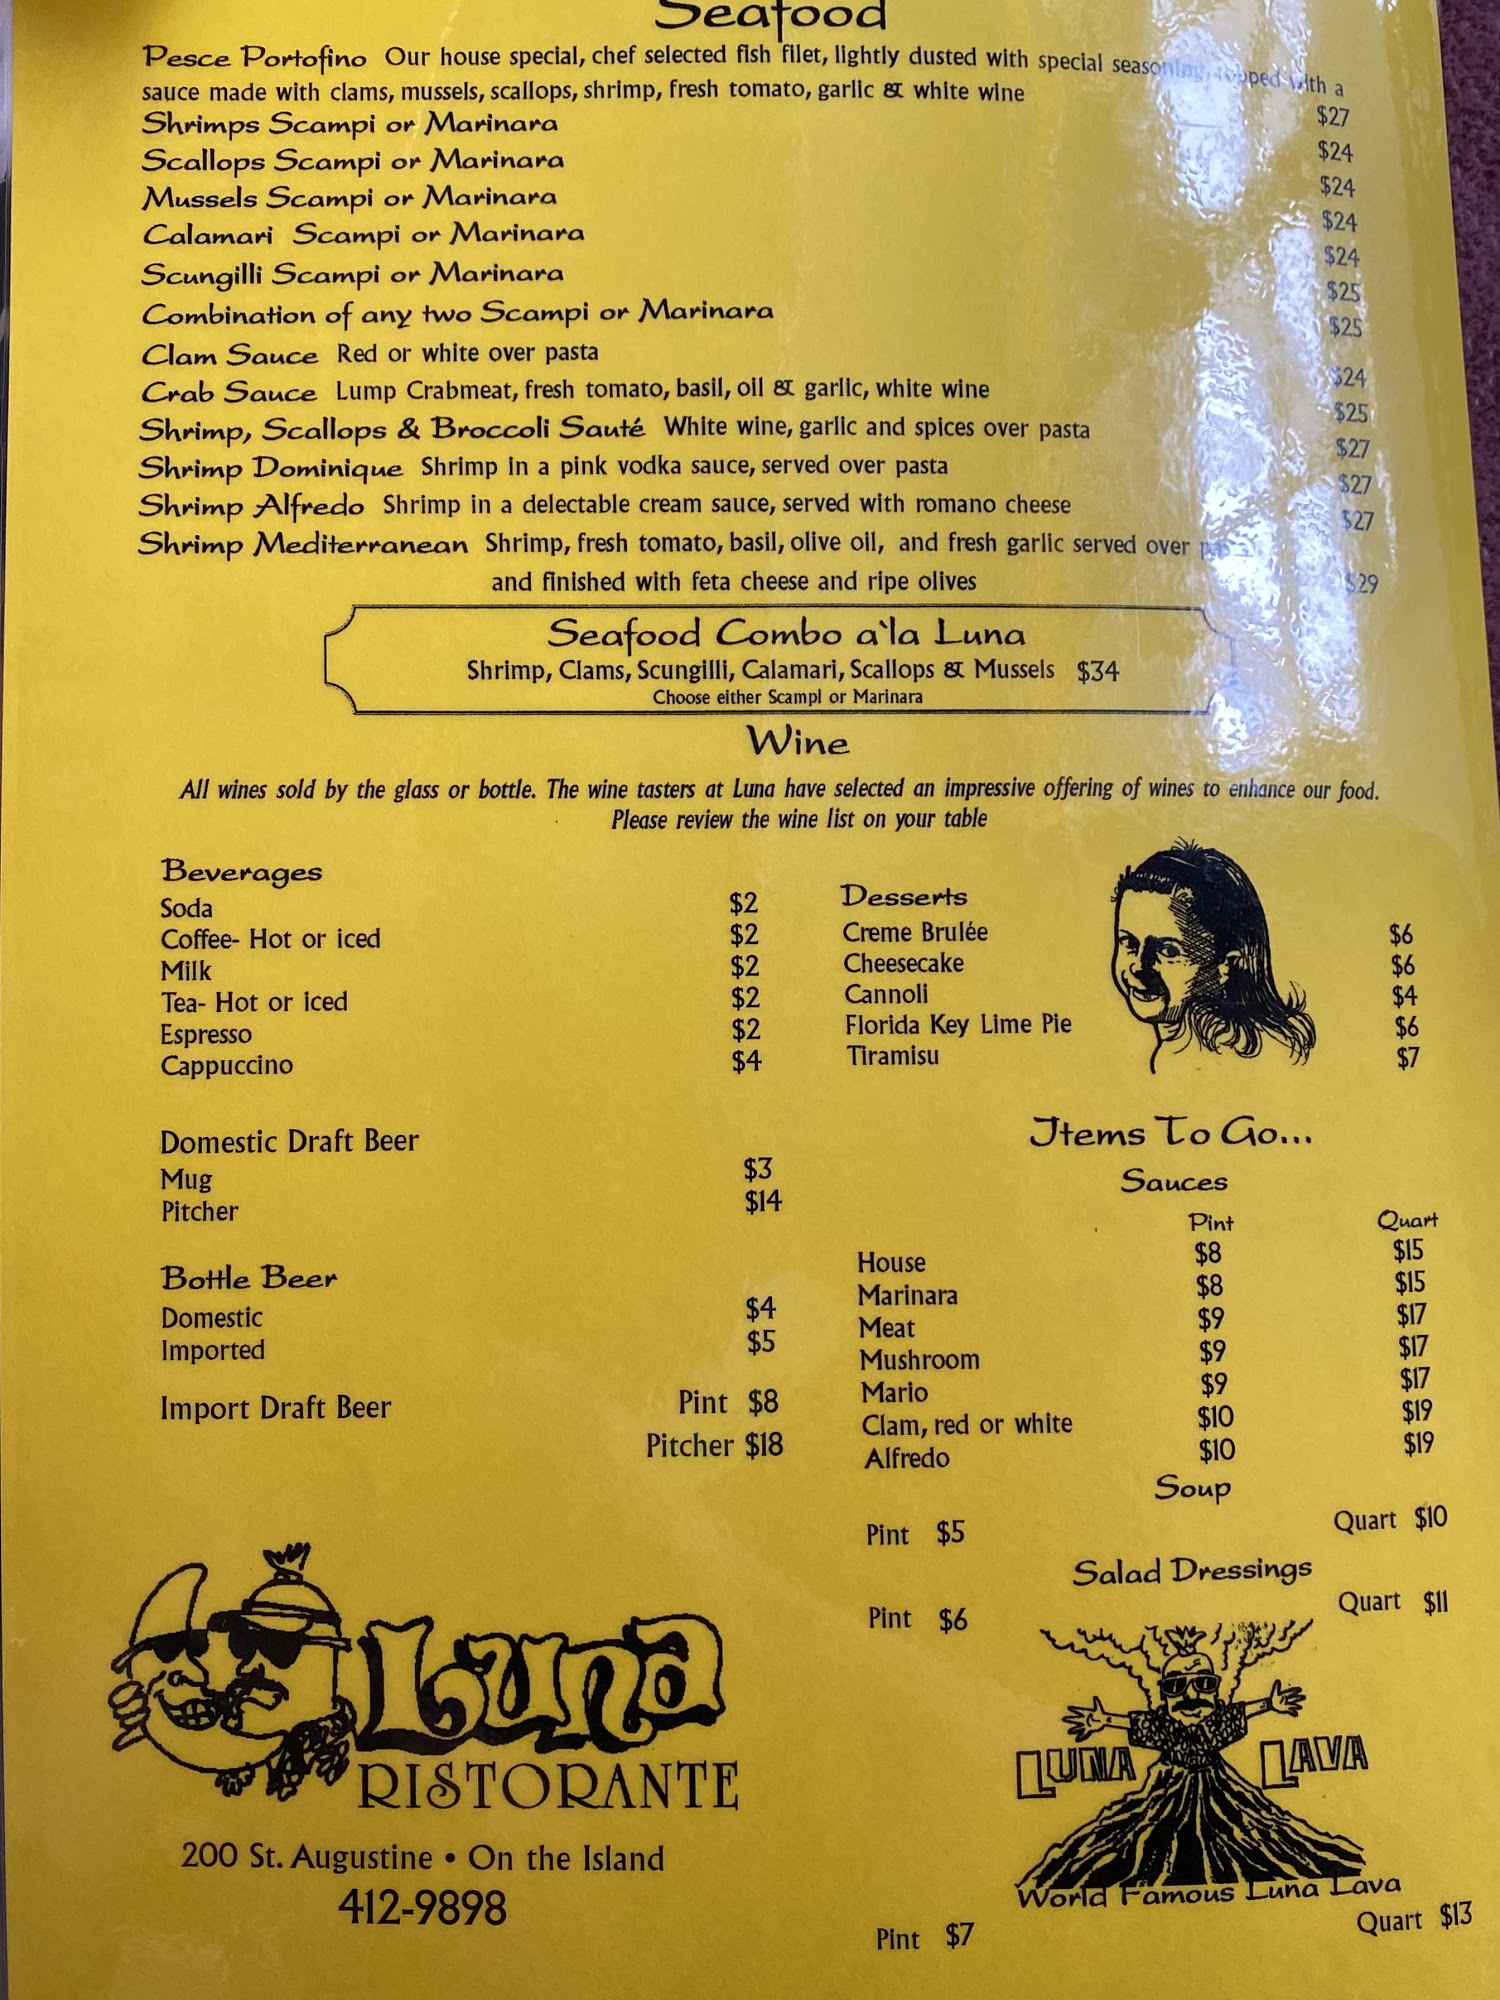 Seafood
Pesce Portofino Our house special, chef selected fish filet, lightly dusted with special seasoning, topped with a
sauce made with clams, mussels, scallops, shrimp, fresh tomato, garlic & white wine $27
Shrimps Scampi or Marinara $24
Scallops Scampi or Marinara $24
Mussels Scampi or Marinara $24
Calamari Scampi or Marinara $24
Scungilli Scampi or Marinara $25
Combination of any two Scampi or Marinara $25
Clam Sauce Red or white over pasta $24
Crab Sauce Lump Crabmeat, fresh tomato, basil, oil & garlic, white wine $25
Shrimp, Scallops & Broccoli Sauté White wine, garlic and spices over pasta $27
Shrimp Dominique Shrimp in a pink vodka sauce, served over pasta $27
Shrimp Alfredo Shrimp in a delectable cream sauce, served with romano cheese $27
Shrimp Mediterranean Shrimp, fresh tomato, basil, olive oil, and fresh garlic served over
and finished with feta cheese and ripe olives $29
Seafood Combo a`la Luna
Shrimp, Clams, Scungilli, Calamari, Scallops & Mussels $34
Choose either Scampi or Marinara
Wine
All wines sold by the glass or bottle. The wine tasters at Luna have selected an impressive offering of wines to enhance our food.
Please review the wine list on your table
Beverages
Soda $2
Coffee- Hot or iced $2
Milk $2
Tea- Hot or iced $2
Espresso $2
Cappuccino $4
Domestic Draft Beer
Mug $3
Pitcher $14
Bottle Beer
Domestic $4
Imported $5
Import Draft Beer Pint $8
Pitcher $18
Desserts
Creme Brulée $6
Cheesecake $6
Cannoli $4
Florida Key Lime Pie $6
Tiramisu $7
Items To Go...
Sauces
Pint Quart
House $8 $15
Marinara $8 $15
Meat $9 $17
Mushroom $9 $17
Mario $9 $17
Clam, red or white $10 $19
Alfredo $10 $19
Soup
Pint $5 Quart $10
Salad Dressings
Pint $6 Quart $11
LUNA LAVA
World Famous Luna Lava
Pint $7 Quart $13
Luna
RISTORANTE
200 St. Augustine • On the Island
412-9898